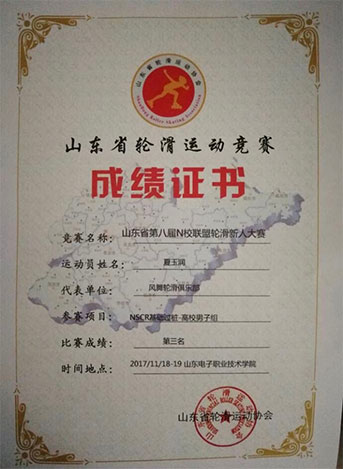 山东省轮滑运动协会
Shandong Roller Skating Association
山东省轮滑运动竞赛
成绩证书
竞赛名称: 山东省第八届N校联盟轮滑新人大赛
运动员姓名: 夏玉润
代表单位: 风舞轮滑俱乐部
参赛项目: NSCR基础过桩-高校男子组
比赛成绩: 第三名
时间地点: 2017/11/18-19 山东电子职业技术学院
山东省轮滑运动协会